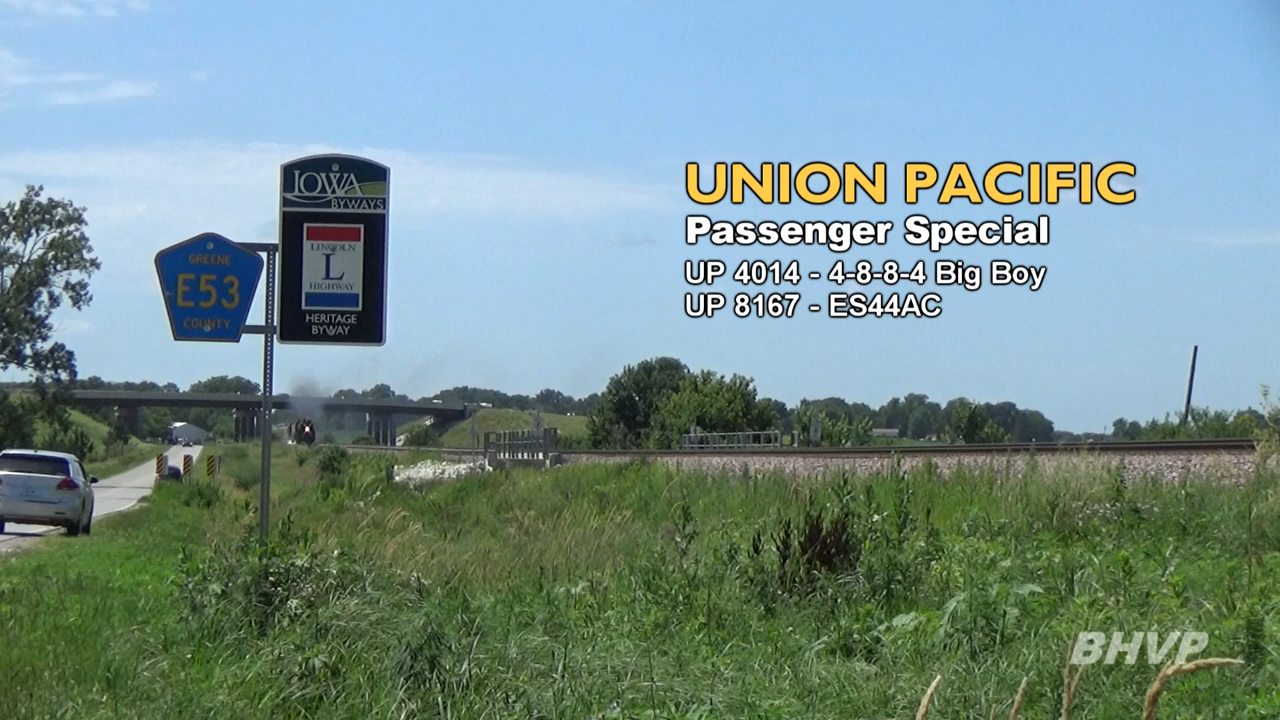 IOWA
BYWAYS
GREENE
E53
COUNTY
LINCOLN
L
HIGHWAY
HERITAGE
BYWAY
UNION PACIFIC
Passenger Special
UP 4014 - 4-8-8-4 Big Boy
UP 8167 - ES44AC
BHVP